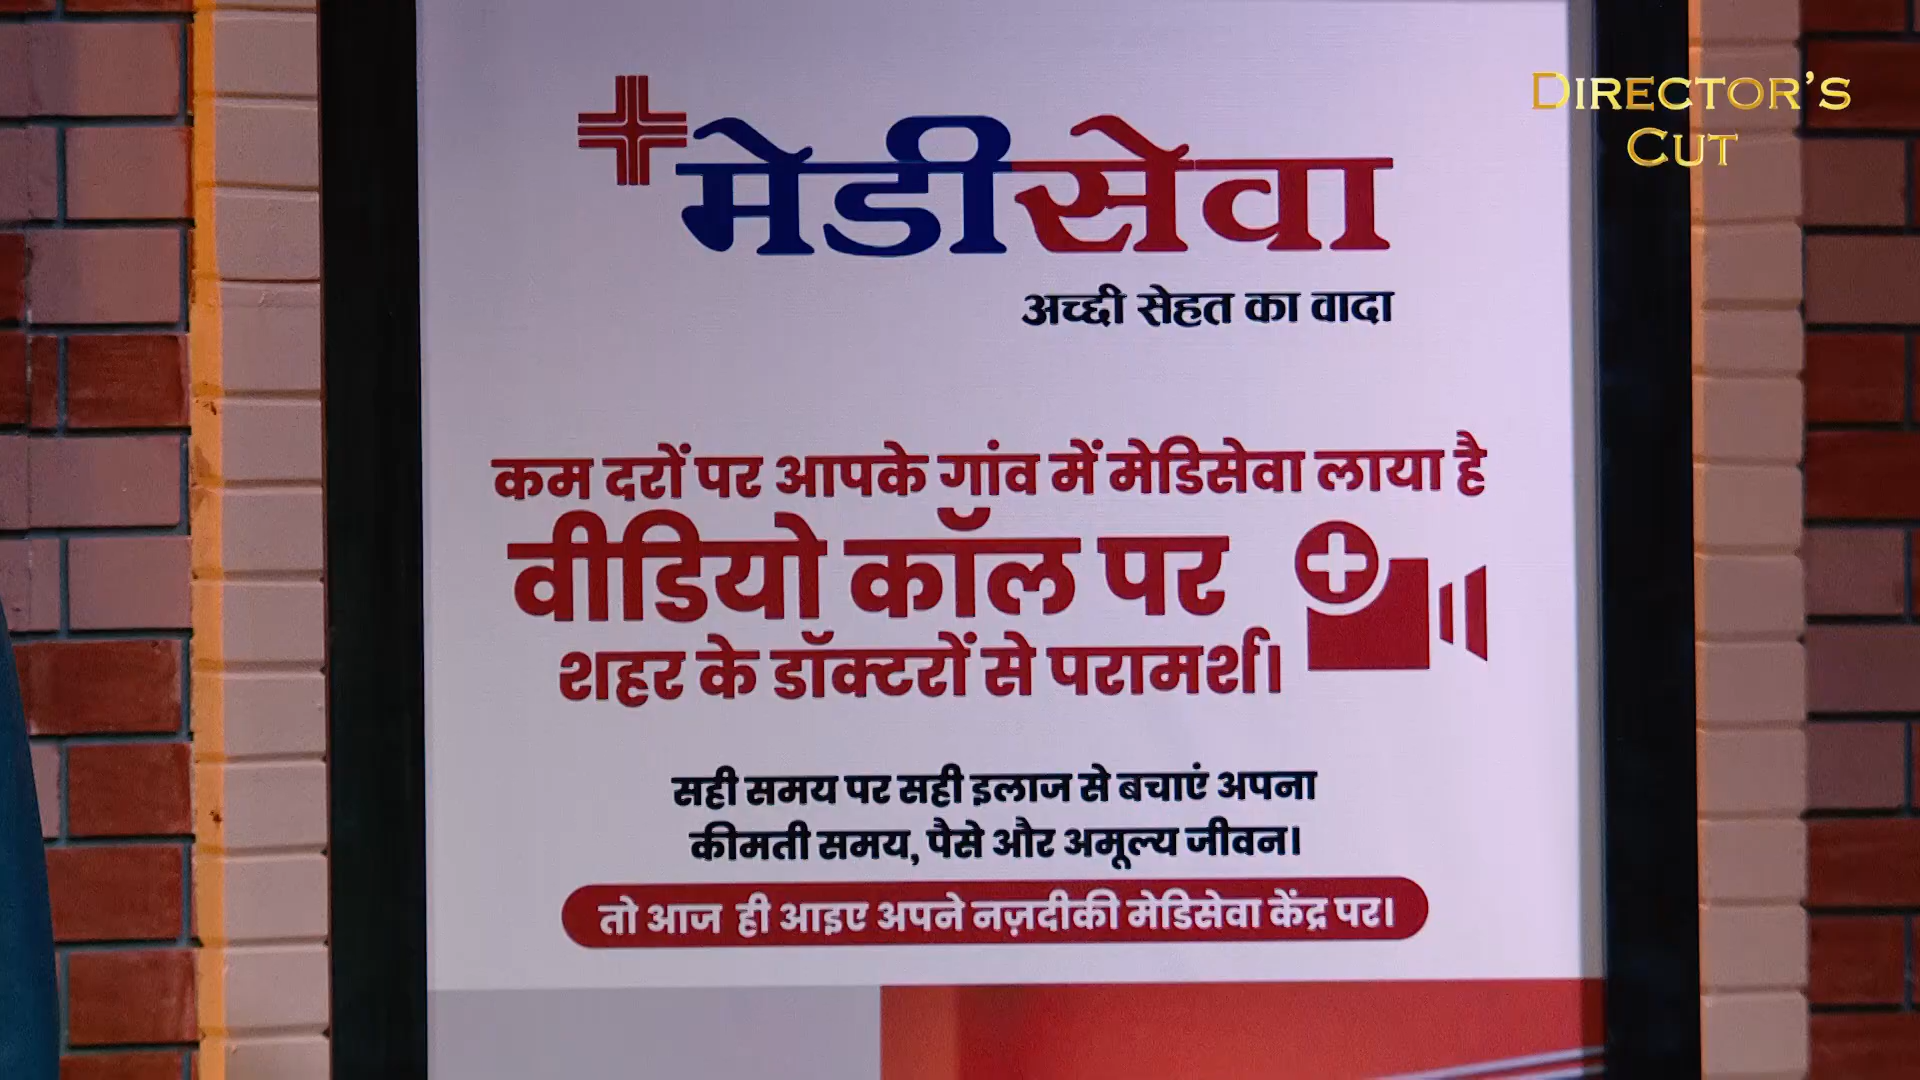 DIRECTOR'S
CUT
मेडीसेवा
अच्छी सेहत का वादा
कम दरों पर आपके गांव में मेडिसेवा लाया है
वीडियो कॉल पर
शहर के डॉक्टरों से परामर्श।
सही समय पर सही इलाज से बचाएं अपना
कीमती समय, पैसे और अमूल्य जीवन।
तो आज ही आइए अपने नज़दीकी मेडिसेवा केंद्र पर।